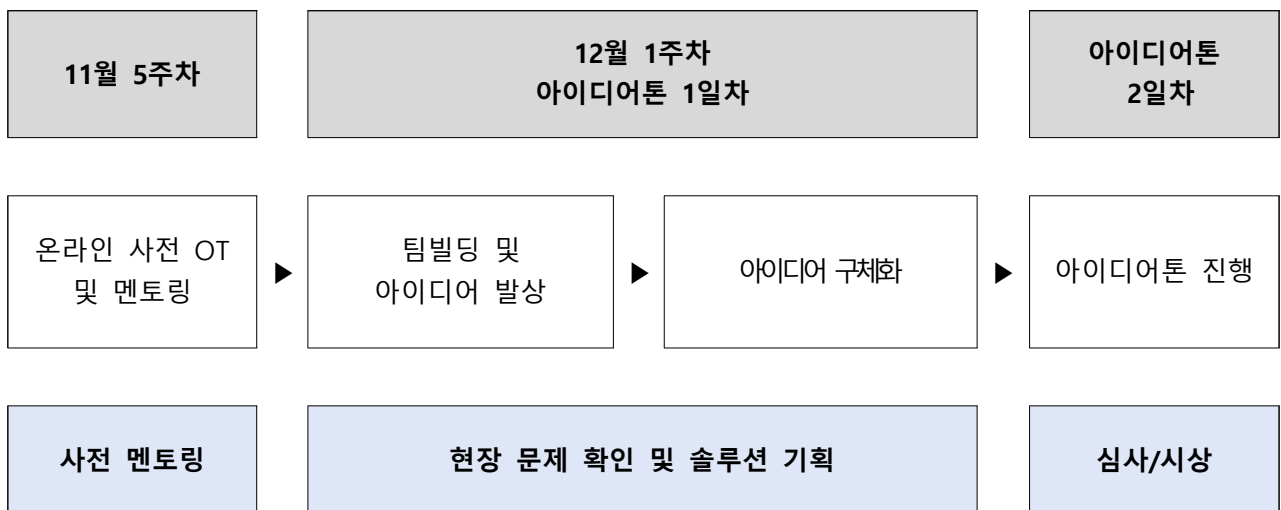 11월 5주차
12월 1주차
아이디어톤 1일차
아이디어톤
2일차
온라인 사전 OT
및 멘토링
▶
팀빌딩 및
아이디어 발상
▶
아이디어 구체화
▶
아이디어톤 진행
사전 멘토링
현장 문제 확인 및 솔루션 기획
심사/시상